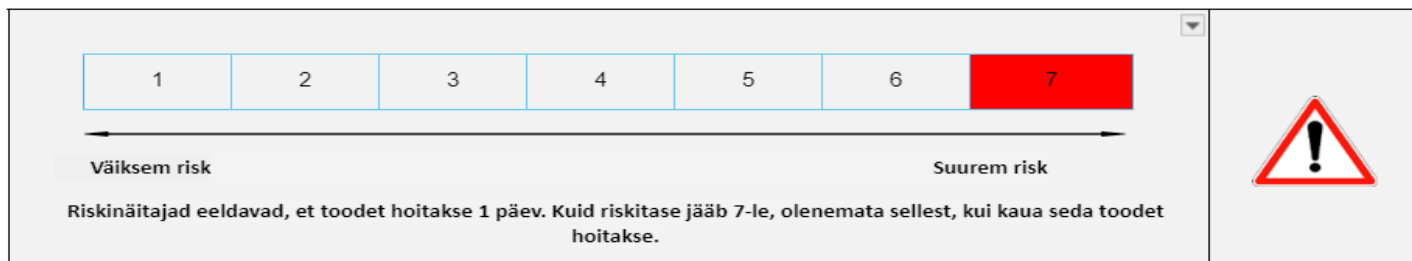 1 2 3 4 5 6 7
Väiksem risk Suurem risk
Riskinäitajad eeldavad, et toodet hoitakse 1 päev. Kuid riskitase jääb 7-le, olenemata sellest, kui kaua seda toodet
hoitakse.